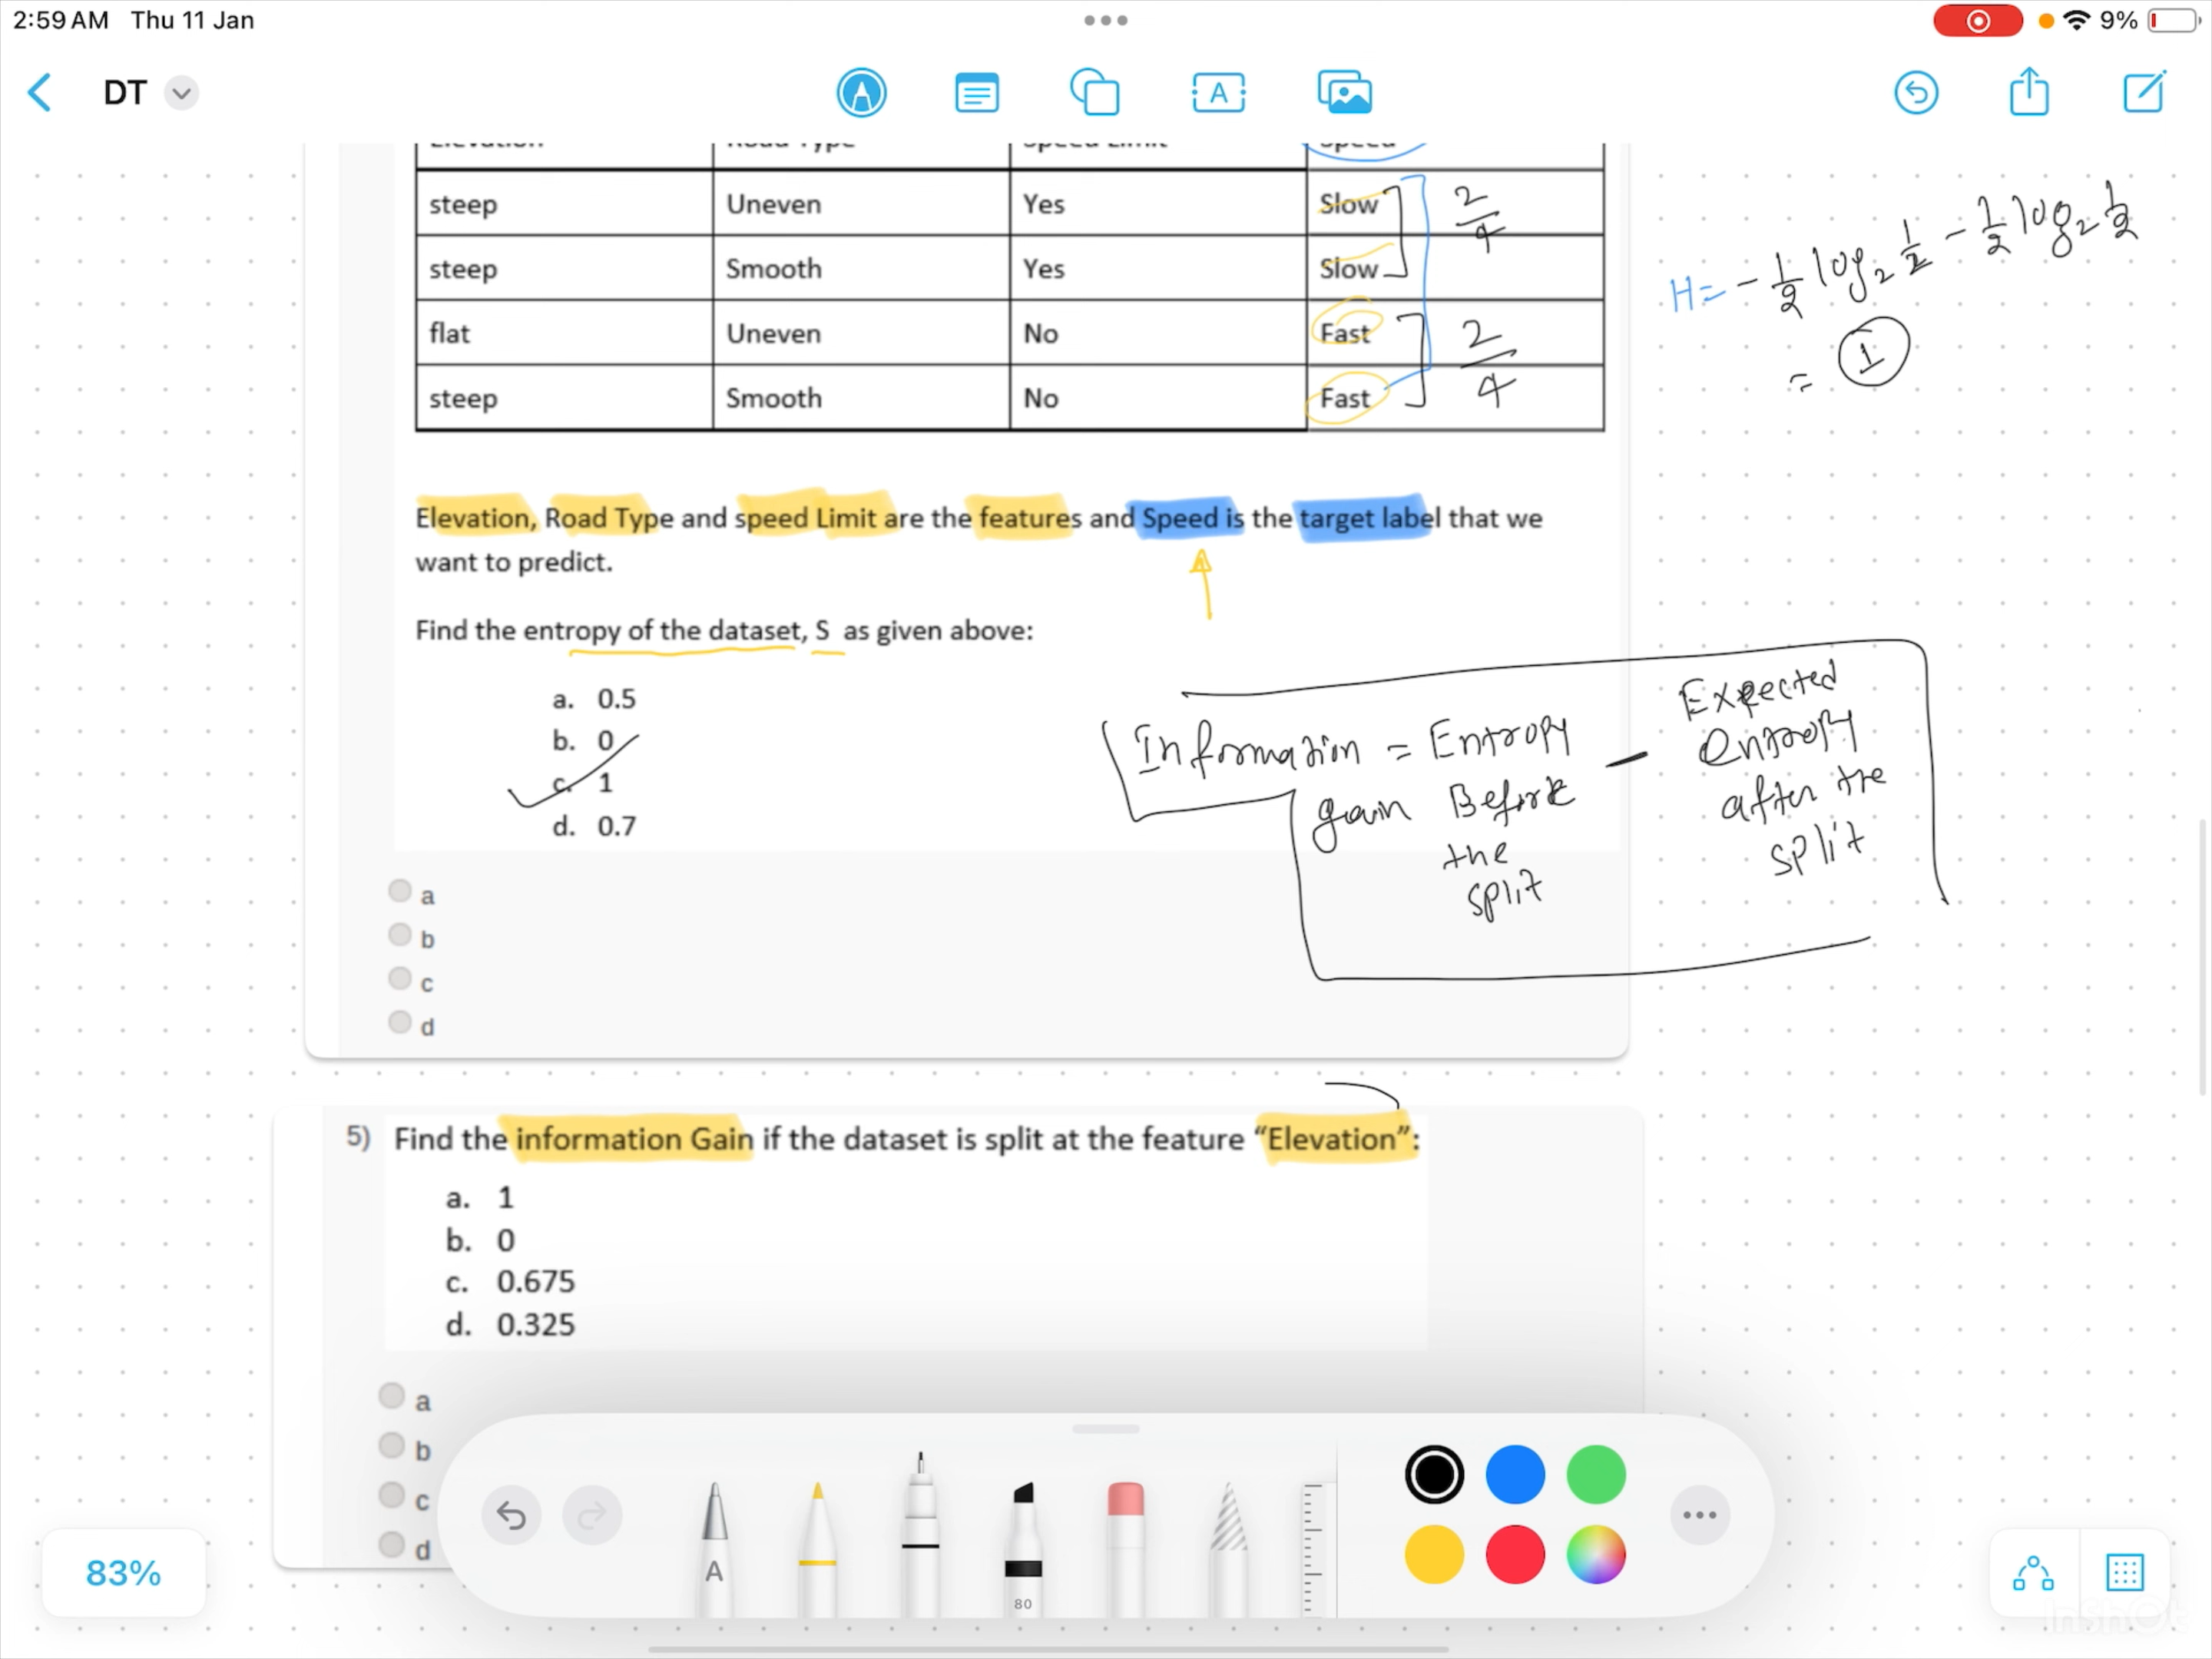 2:59 AM Thu 11 Jan
9%
DT
A
steep Uneven Yes Slow
2/4
steep Smooth Yes Slow
flat Uneven No Fast
2/4
steep Smooth No Fast
H = - 1/2 log2 1/2 - 1/2 log2 1/2
= 1
Elevation, Road Type and speed Limit are the features and Speed is the target label that we
want to predict.
Find the entropy of the dataset, S as given above:
a. 0.5
b. 0
c. 1
d. 0.7
Information = Entropy - Expected
gain Before entropy
the after the
split split
a
b
c
d
5) Find the information Gain if the dataset is split at the feature “Elevation”:
a. 1
b. 0
c. 0.675
d. 0.325
a
b
c
d
A
80
83%
InShOt